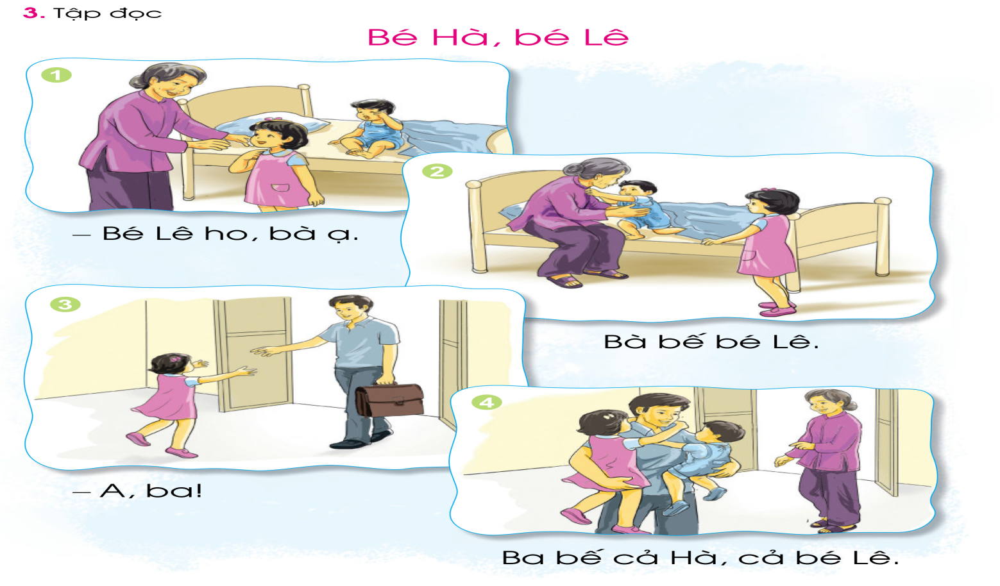 3. Tập đọc
Bé Hà, bé Lê
1
– Bé Lê ho, bà ạ.
2
Bà bế bé Lê.
3
– A, ba!
4
Ba bế cả Hà, cả bé Lê.